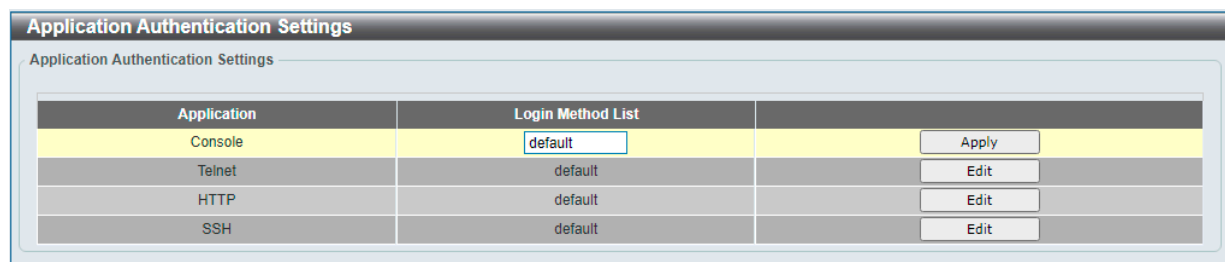 Application Authentication Settings
Application Authentication Settings
Application Login Method List
Console default Apply
Telnet default Edit
HTTP default Edit
SSH default Edit